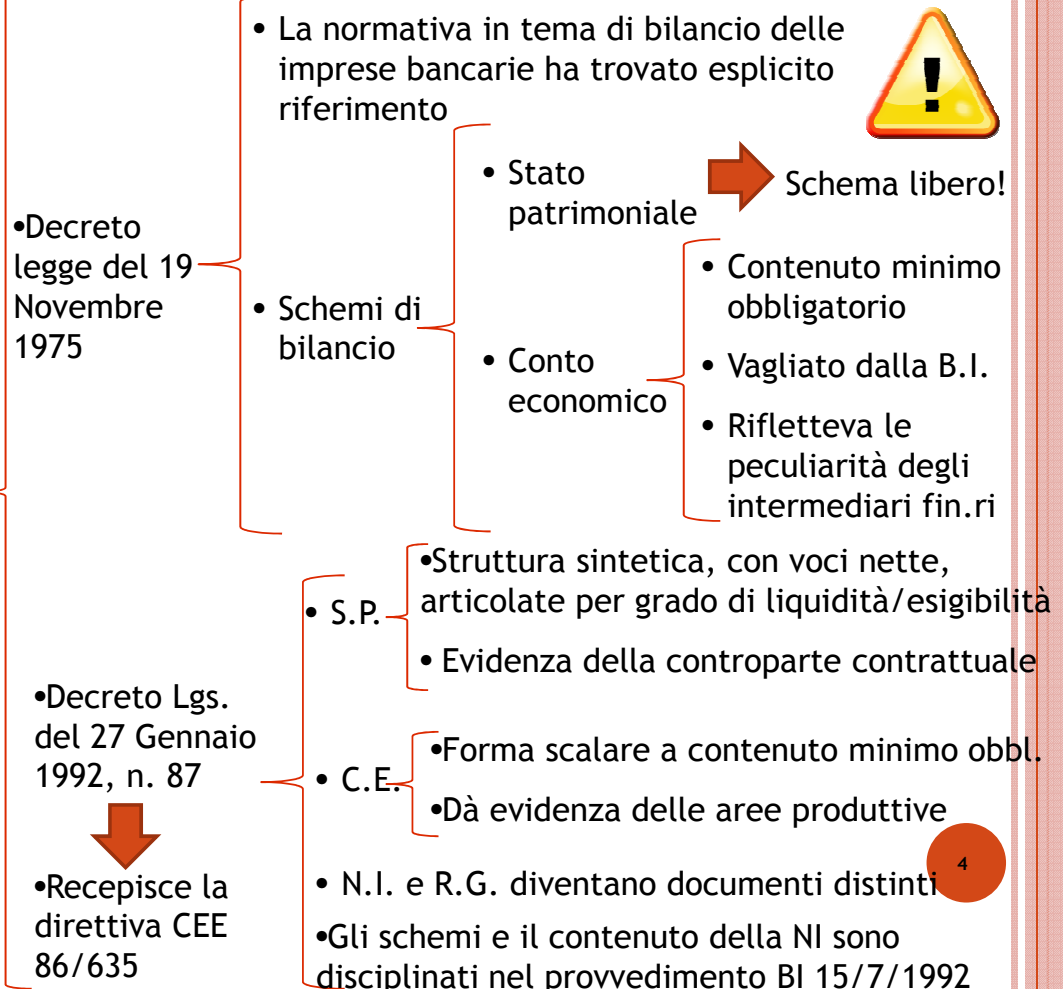 •Decreto
legge del 19
Novembre
1975
• La normativa in tema di bilancio delle
imprese bancarie ha trovato esplicito
riferimento
• Schemi di
bilancio
• Stato
patrimoniale
Schema libero!
• Conto
economico
• Contenuto minimo
obbligatorio
• Vagliato dalla B.I.
• Rifletteva le
peculiarità degli
intermediari fin.ri
•Decreto Lgs.
del 27 Gennaio
1992, n. 87
•Recepisce la
direttiva CEE
86/635
• S.P.
•Struttura sintetica, con voci nette,
articolate per grado di liquidità/esigibilità
• Evidenza della controparte contrattuale
• C.E.
•Forma scalare a contenuto minimo obbl.
•Dà evidenza delle aree produttive
• N.I. e R.G. diventano documenti distinti
•Gli schemi e il contenuto della NI sono
disciplinati nel provvedimento BI 15/7/1992
4